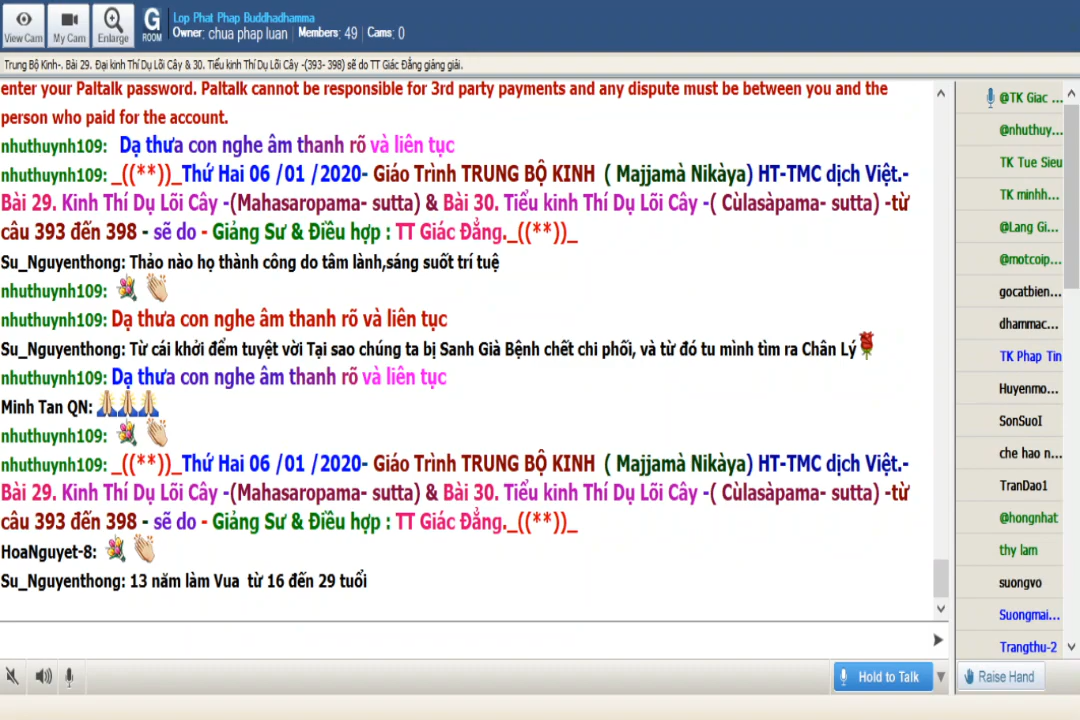 View Cam
My Cam
Enlarge
G
ROOM
Lop Phat Phap Buddhadhamma
Owner: chua phap luan | Members: 49 | Cams: 0
Trung Bộ Kinh-. Bài 29. Đại kinh Thí Dụ Lõi Cây & 30. Tiểu kinh Thí Dụ Lõi Cây -(393- 398) sẽ do TT Giác Đẳng giảng giải.
enter your Paltalk password. Paltalk cannot be responsible for 3rd party payments and any dispute must be between you and the
person who paid for the account.
nhuthuynh109: Dạ thưa con nghe âm thanh rõ và liên tục
nhuthuynh109: _((**))_Thứ Hai 06 /01 /2020- Giáo Trình TRUNG BỘ KINH ( Majjamà Nikàya) HT-TMC dịch Việt.-
Bài 29. Kinh Thí Dụ Lõi Cây -(Mahasaropama- sutta) & Bài 30. Tiểu kinh Thí Dụ Lõi Cây -( Cùlasàpama- sutta) -từ
câu 393 đến 398 - sẽ do - Giảng Sư & Điều hợp : TT Giác Đẳng._((**))_
Su_Nguyenthong: Thảo nào họ thành công do tâm lành,sáng suốt trí tuệ
nhuthuynh109:
nhuthuynh109: Dạ thưa con nghe âm thanh rõ và liên tục
Su_Nguyenthong: Từ cái khởi đểm tuyệt vời Tại sao chúng ta bị Sanh Già Bệnh chết chi phối, và từ đó tu mình tìm ra Chân Lý
nhuthuynh109: Dạ thưa con nghe âm thanh rõ và liên tục
Minh Tan QN:
nhuthuynh109:
nhuthuynh109: _((**))_Thứ Hai 06 /01 /2020- Giáo Trình TRUNG BỘ KINH ( Majjamà Nikàya) HT-TMC dịch Việt.-
Bài 29. Kinh Thí Dụ Lõi Cây -(Mahasaropama- sutta) & Bài 30. Tiểu kinh Thí Dụ Lõi Cây -( Cùlasàpama- sutta) -từ
câu 393 đến 398 - sẽ do - Giảng Sư & Điều hợp : TT Giác Đẳng._((**))_
HoaNguyet-8:
Su_Nguyenthong: 13 năm làm Vua từ 16 đến 29 tuổi
Hold to Talk
@TK Giac ...
@nhuthuy...
TK Tue Sieu
TK minhh...
@Lang Gi...
@motcoip...
gocatbien...
dhammac...
TK Phap Tin
Huyenmo...
SonSuoI
che hao n...
TranDao1
@hongnhat
thy lam
suongvo
Suongmai...
Trangthu-2
Raise Hand